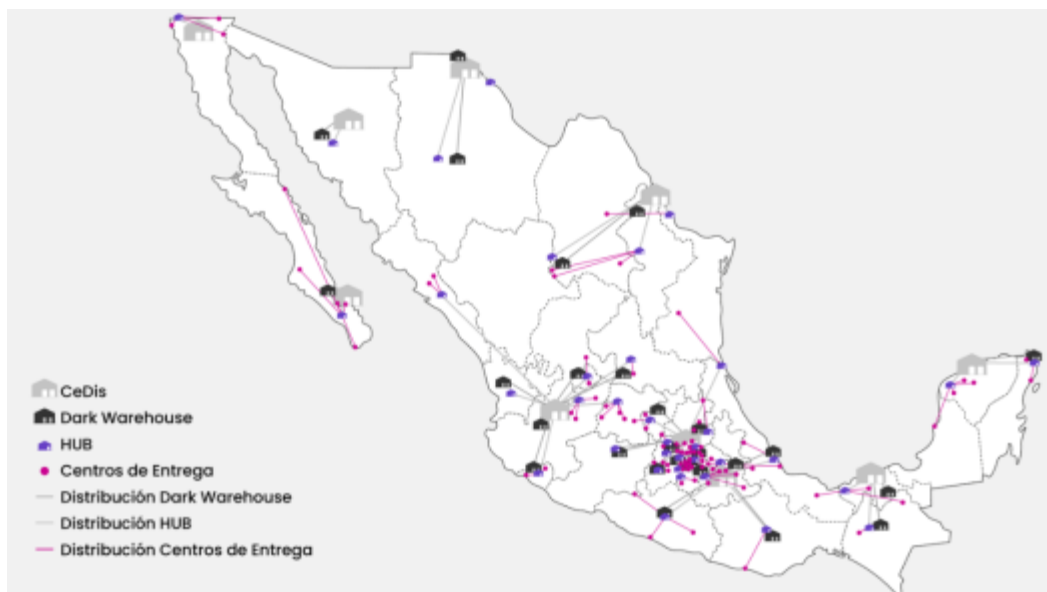 CeDis
Dark Warehouse
HUB
Centros de Entrega
Distribución Dark Warehouse
Distribución HUB
Distribución Centros de Entrega